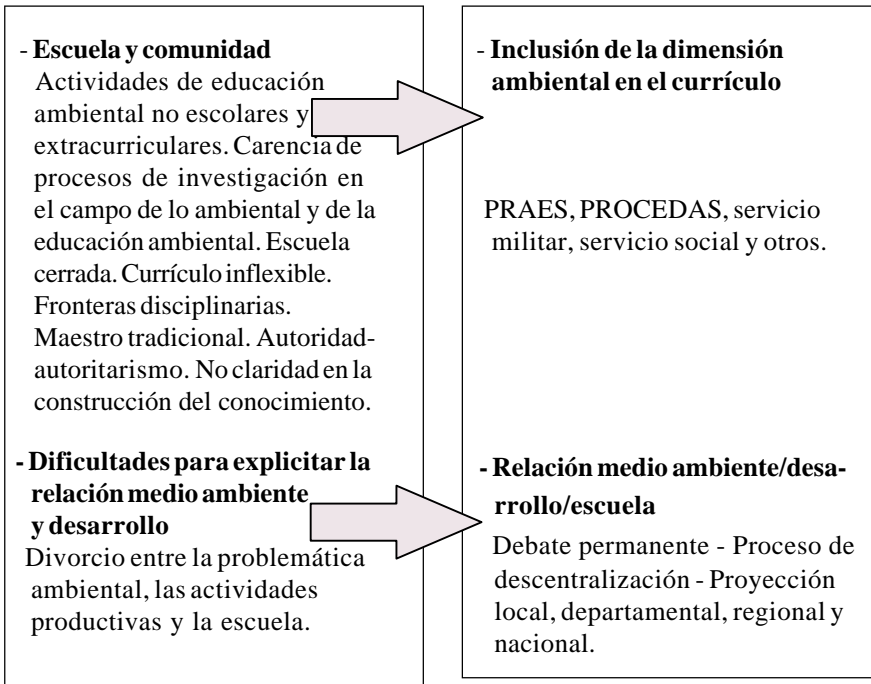 - Escuela y comunidad
Actividades de educación
ambiental no escolares y
extracurriculares. Carencia de
procesos de investigación en
el campo de lo ambiental y de la
educación ambiental. Escuela
cerrada. Currículo inflexible.
Fronteras disciplinarias.
Maestro tradicional. Autoridad-
autoritarismo. No claridad en la
construcción del conocimiento.
- Dificultades para explicitar la
relación medio ambiente
y desarrollo
Divorcio entre la problemática
ambiental, las actividades
productivas y la escuela.
- Inclusión de la dimensión
ambiental en el currículo
PRAES, PROCEDAS, servicio
militar, servicio social y otros.
- Relación medio ambiente/desa-
rrollo/escuela
Debate permanente - Proceso de
descentralización - Proyección
local, departamental, regional y
nacional.